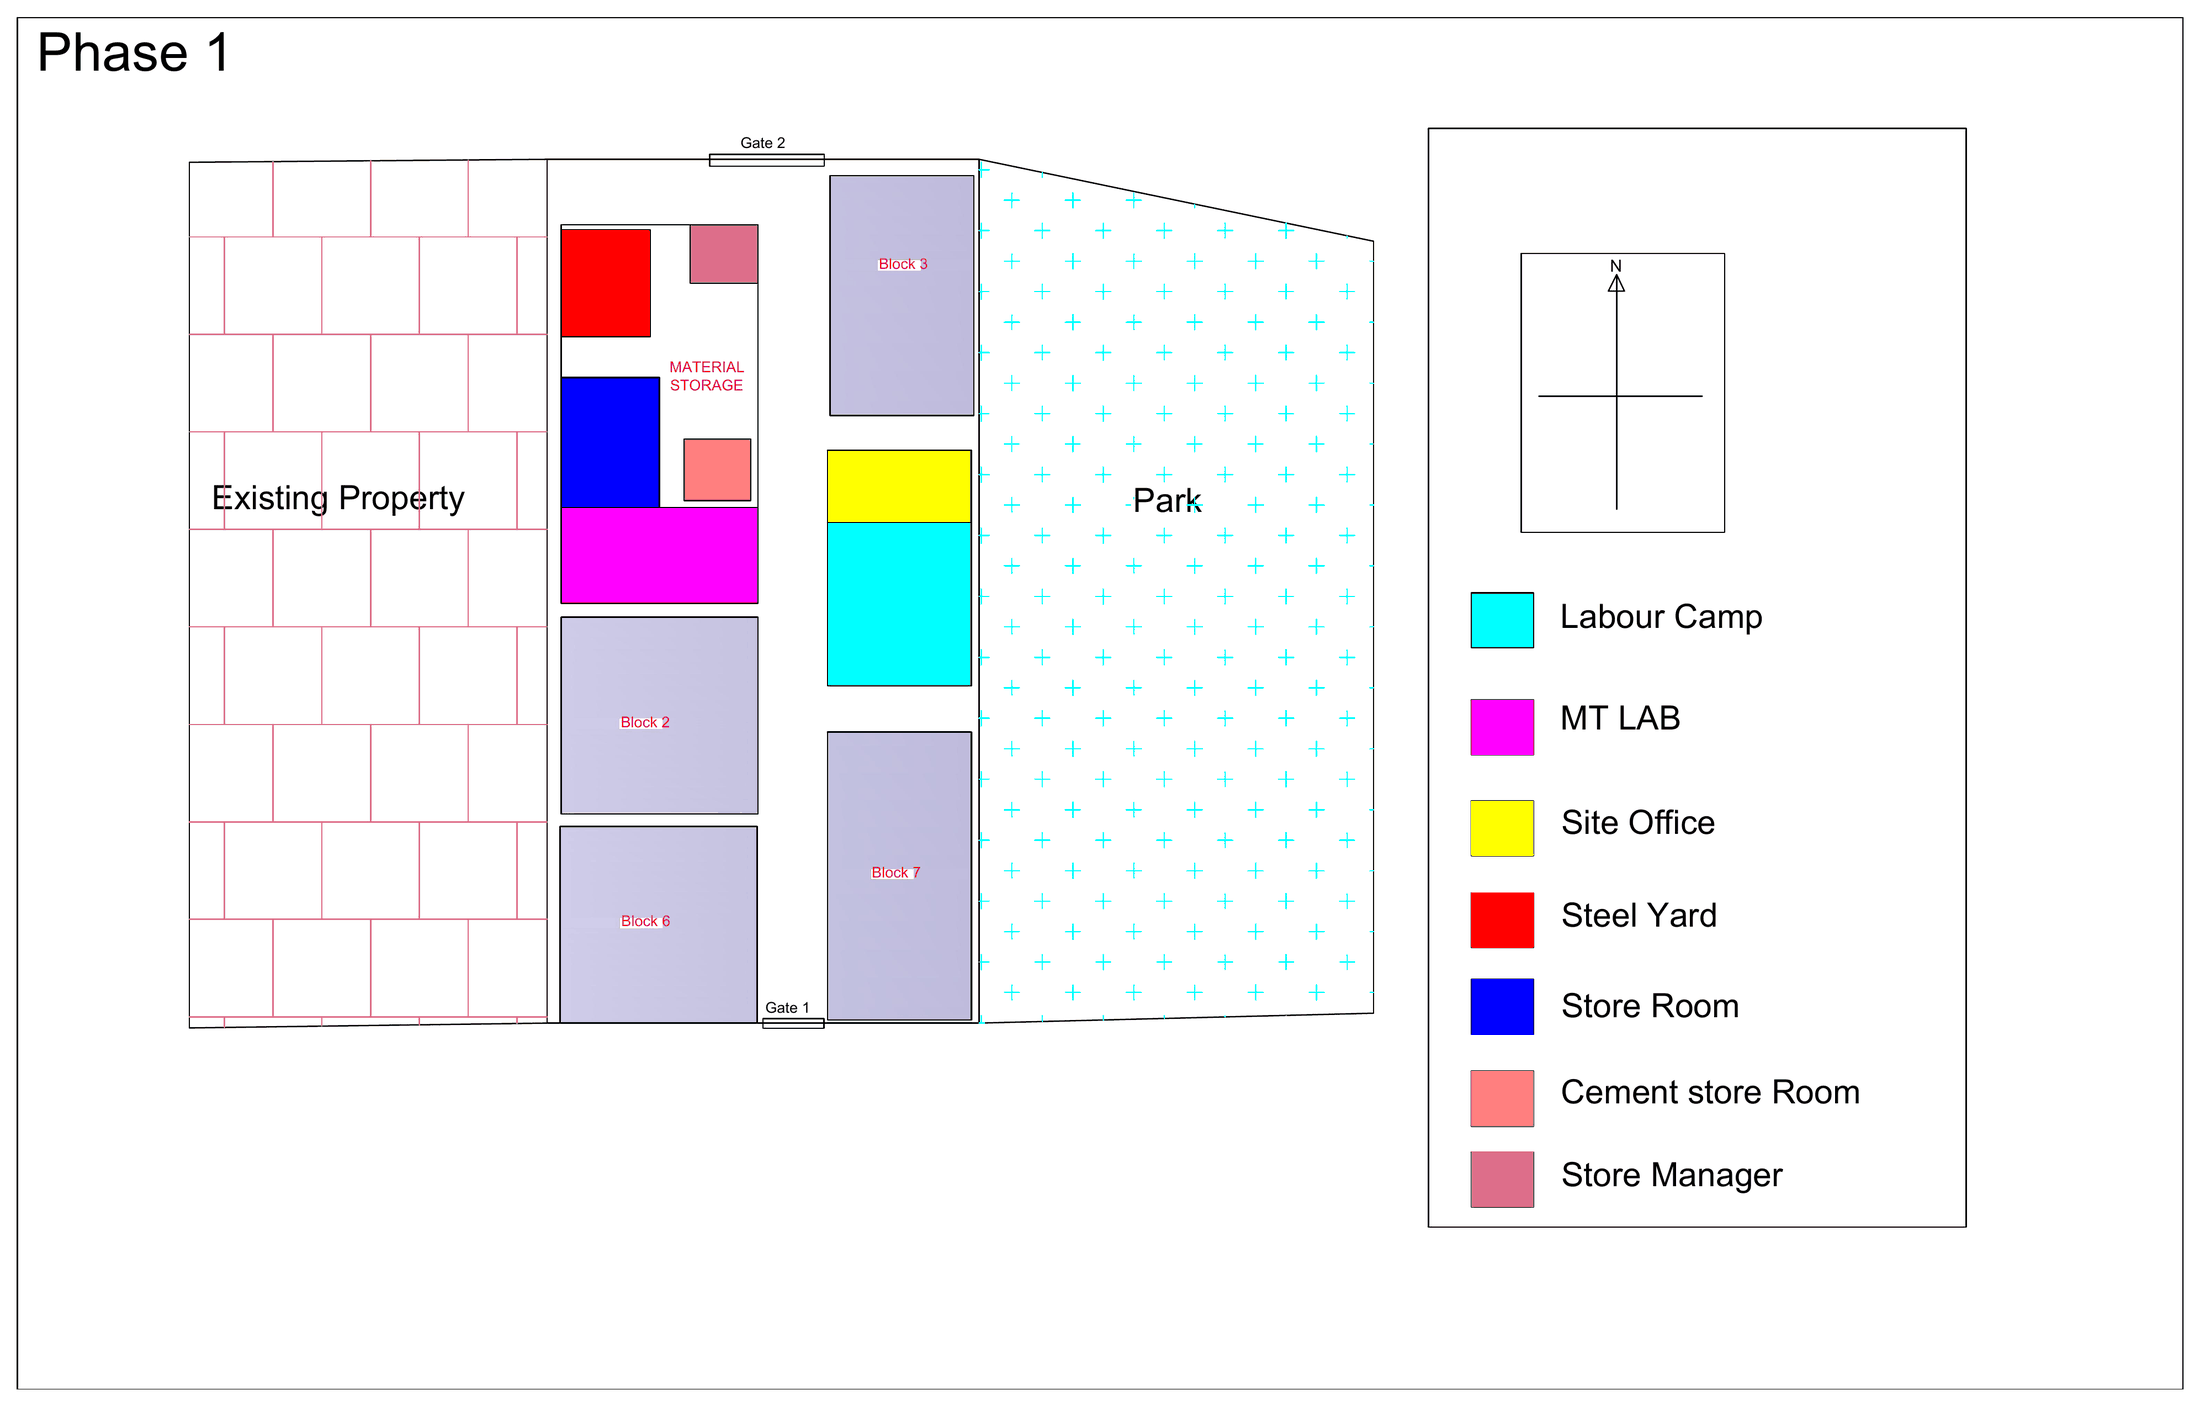 Phase 1
Gate 2
Block 3
MATERIAL
STORAGE
Existing Property
Park
Block 2
Block 7
Block 6
Gate 1
N
Labour Camp
MT LAB
Site Office
Steel Yard
Store Room
Cement store Room
Store Manager